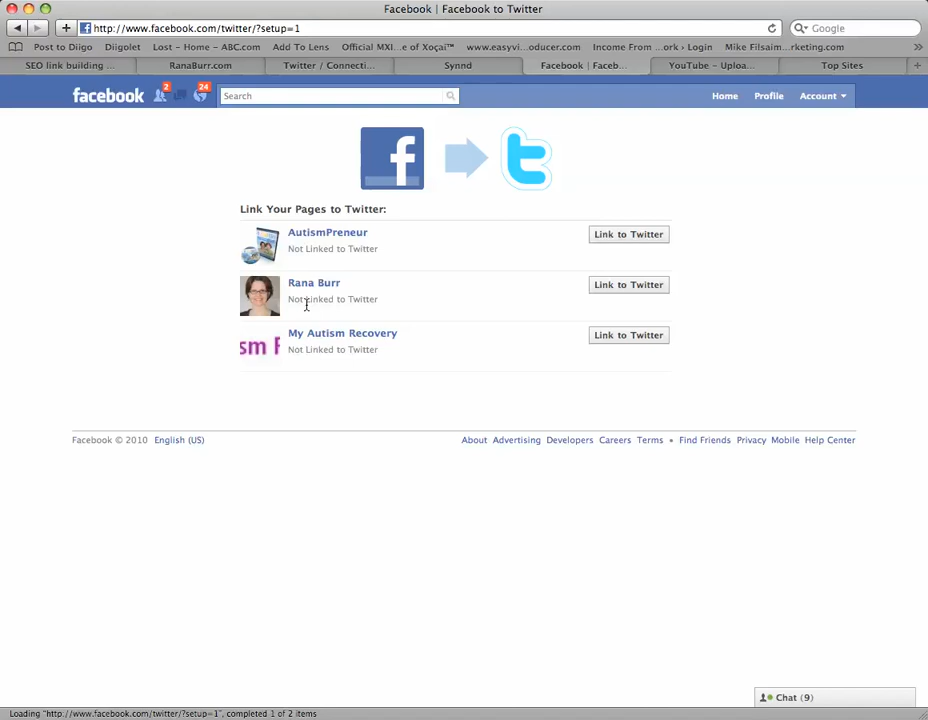 Facebook | Facebook to Twitter
http://www.facebook.com/twitter/?setup=1
Google
Post to Diigo Diigolet Lost - Home - ABC.com Add To Lens Official MXI...e of Xoçai™ www.easyvi...oducer.com Income From ...ork › Login Mike Filsaim...rketing.com »
SEO link building ... RanaBurr.com Twitter / Connecti... Synnd Facebook | Faceb... YouTube - Uploa... Top Sites +
facebook 2 24 Search Home Profile Account
f t
Link Your Pages to Twitter:
AutismPreneur
Not Linked to Twitter
Link to Twitter
Rana Burr
Not Linked to Twitter
Link to Twitter
sm F
My Autism Recovery
Not Linked to Twitter
Link to Twitter
Facebook © 2010 English (US) About Advertising Developers Careers Terms • Find Friends Privacy Mobile Help Center
Chat (9)
Loading "http://www.facebook.com/twitter/?setup=1", completed 1 of 2 items